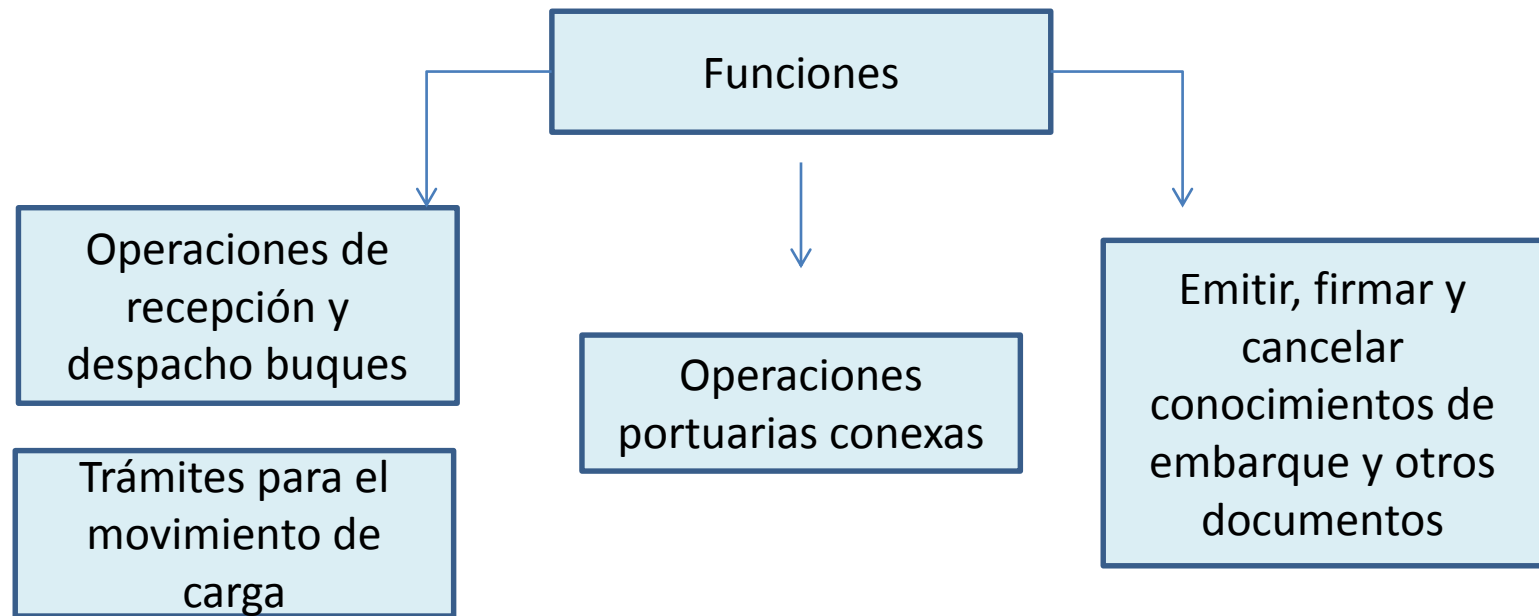 Funciones
Operaciones de
recepción y
despacho buques
Trámites para el
movimiento de
carga
Operaciones
portuarias conexas
Emitir, firmar y
cancelar
conocimientos de
embarque y otros
documentos